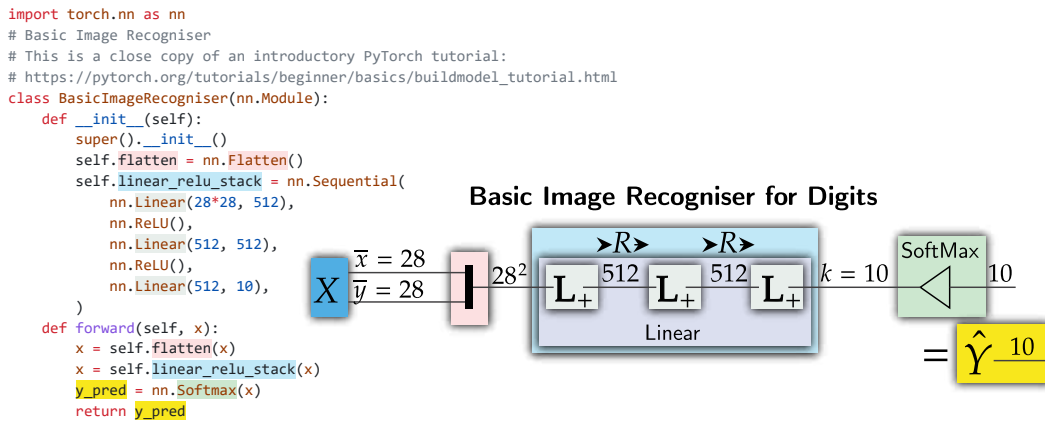 import torch.nn as nn
# Basic Image Recogniser
# This is a close copy of an introductory PyTorch tutorial:
# https://pytorch.org/tutorials/beginner/basics/buildmodel_tutorial.html
class BasicImageRecogniser(nn.Module):
    def __init__(self):
        super().__init__()
        self.flatten = nn.Flatten()
        self.linear_relu_stack = nn.Sequential(
            nn.Linear(28*28, 512),
            nn.ReLU(),
            nn.Linear(512, 512),
            nn.ReLU(),
            nn.Linear(512, 10),
        )
    def forward(self, x):
        x = self.flatten(x)
        x = self.linear_relu_stack(x)
        y_pred = nn.Softmax(x)
        return y_pred
Basic Image Recogniser for Digits
R R
X x̅ = 28
y̅ = 28
28² L₊ 512 L₊ 512 L₊ k = 10
Linear
SoftMax
10
= Ŷ 10